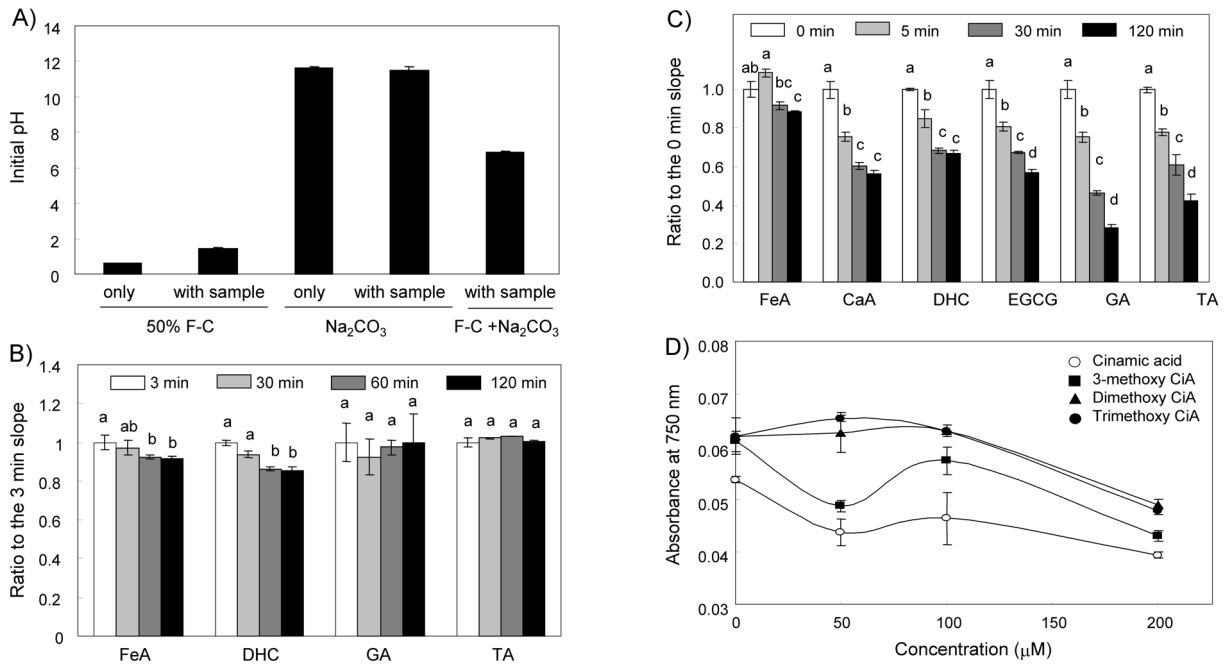 A)
14
12
10
8
6
4
2
0
Initial pH
only
with sample
only
with sample
with sample
50% F-C
Na₂CO₃
F-C +Na₂CO₃
B)
1.4
1.2
1
0.8
0.6
0.4
0.2
0
Ratio to the 3 min slope
3 min
30 min
60 min
120 min
a ab b b
a a b b
a a a a
a a a a
FeA
DHC
GA
TA
C)
1.0
0.8
0.6
0.4
0.2
0.0
Ratio to the 0 min slope
0 min
5 min
30 min
120 min
ab a bc c
a b c c
a b c c
a b c d
a b c d
a b c d
FeA
CaA
DHC
EGCG
GA
TA
D)
0.08
0.07
0.06
0.05
0.04
0.03
Absorbance at 750 nm
Cinamic acid
3-methoxy CiA
Dimethoxy CiA
Trimethoxy CiA
0
50
100
150
200
Concentration (μM)